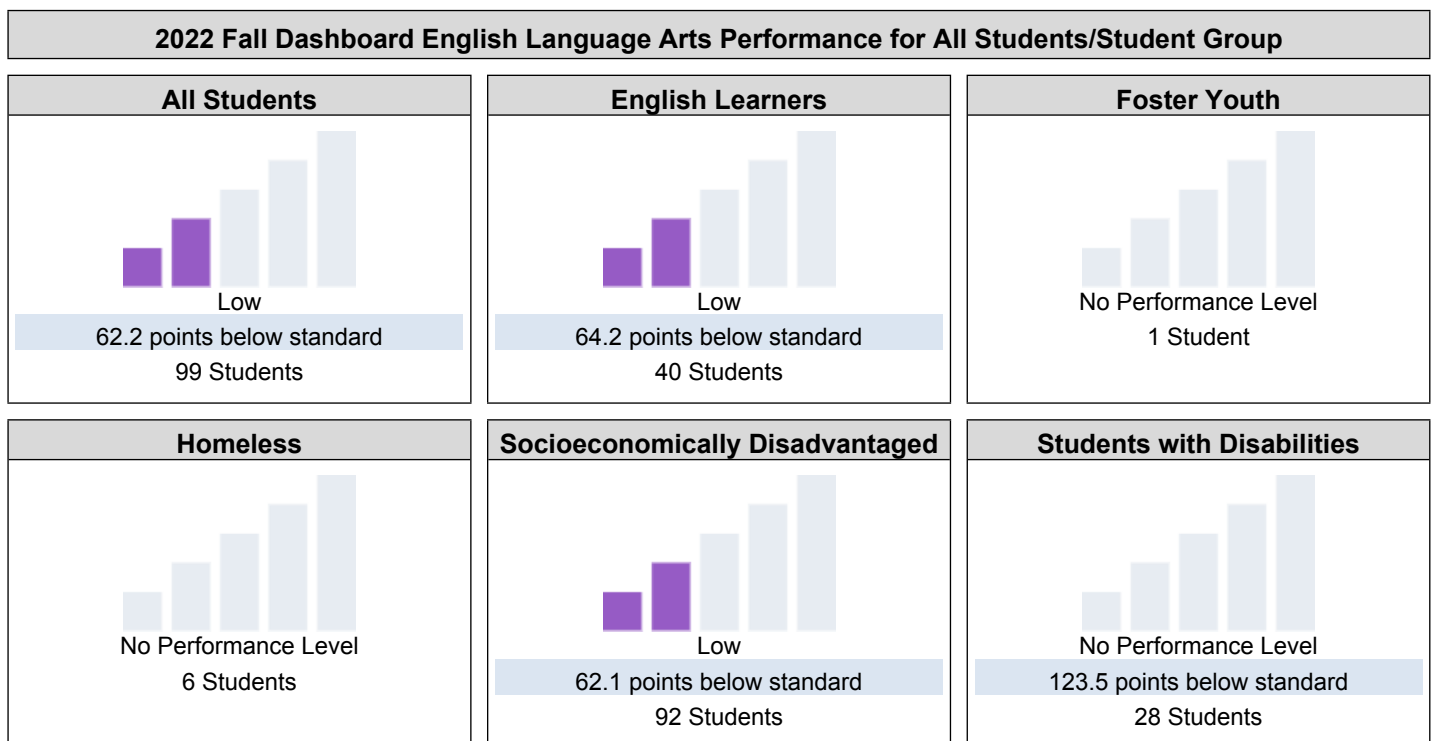 2022 Fall Dashboard English Language Arts Performance for All Students/Student Group
All Students
Low
62.2 points below standard
99 Students
English Learners
Low
64.2 points below standard
40 Students
Foster Youth
No Performance Level
1 Student
Homeless
No Performance Level
6 Students
Socioeconomically Disadvantaged
Low
62.1 points below standard
92 Students
Students with Disabilities
No Performance Level
123.5 points below standard
28 Students